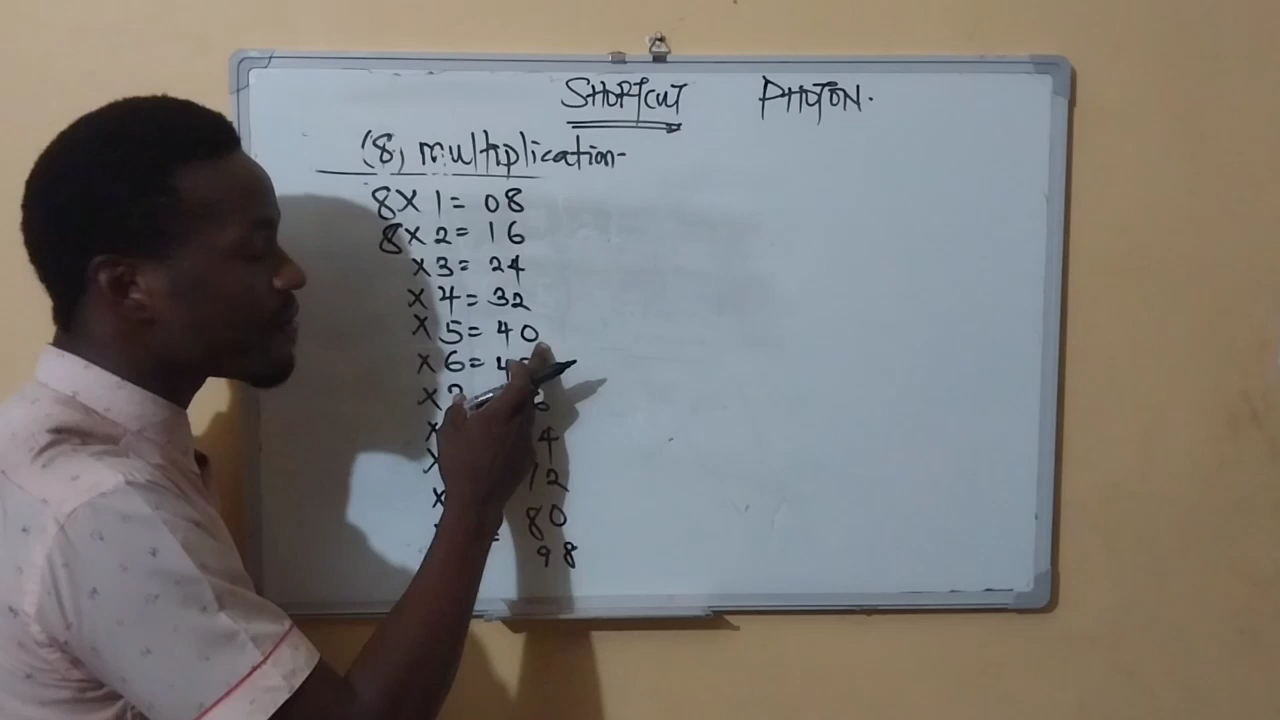 SHORTCUT PHOTON.
(8) multiplication-
8 x 1 = 08
8 x 2 = 16
x 3 = 24
x 4 = 32
x 5 = 40
x 6 = 4
x
x 4
x 12
x 80
= 98